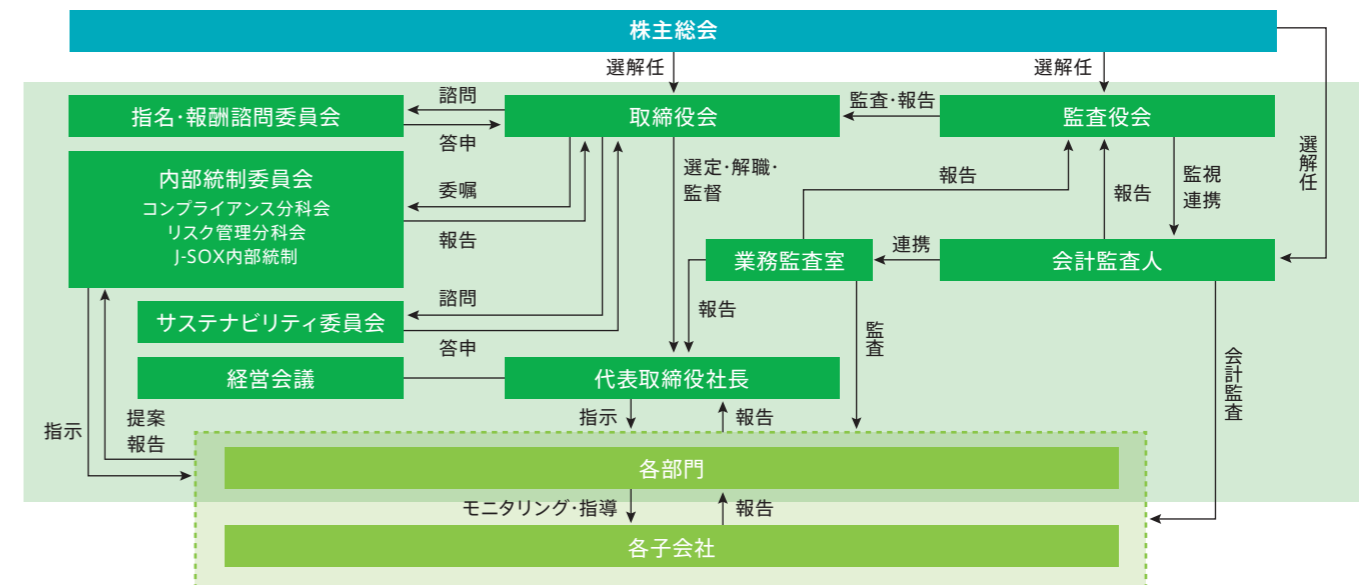 株主総会
選解任
選解任
選解任
指名・報酬諮問委員会
諮問
答申
取締役会
監査・報告
監査役会
内部統制委員会
コンプライアンス分科会
リスク管理分科会
J-SOX内部統制
委嘱
報告
選定・解職・
監督
報告
報告
監視
連携
業務監査室
連携
会計監査人
サステナビリティ委員会
諮問
答申
報告
監査
会計監査
経営会議
代表取締役社長
指示
提案
報告
指示
報告
各部門
モニタリング・指導
報告
各子会社